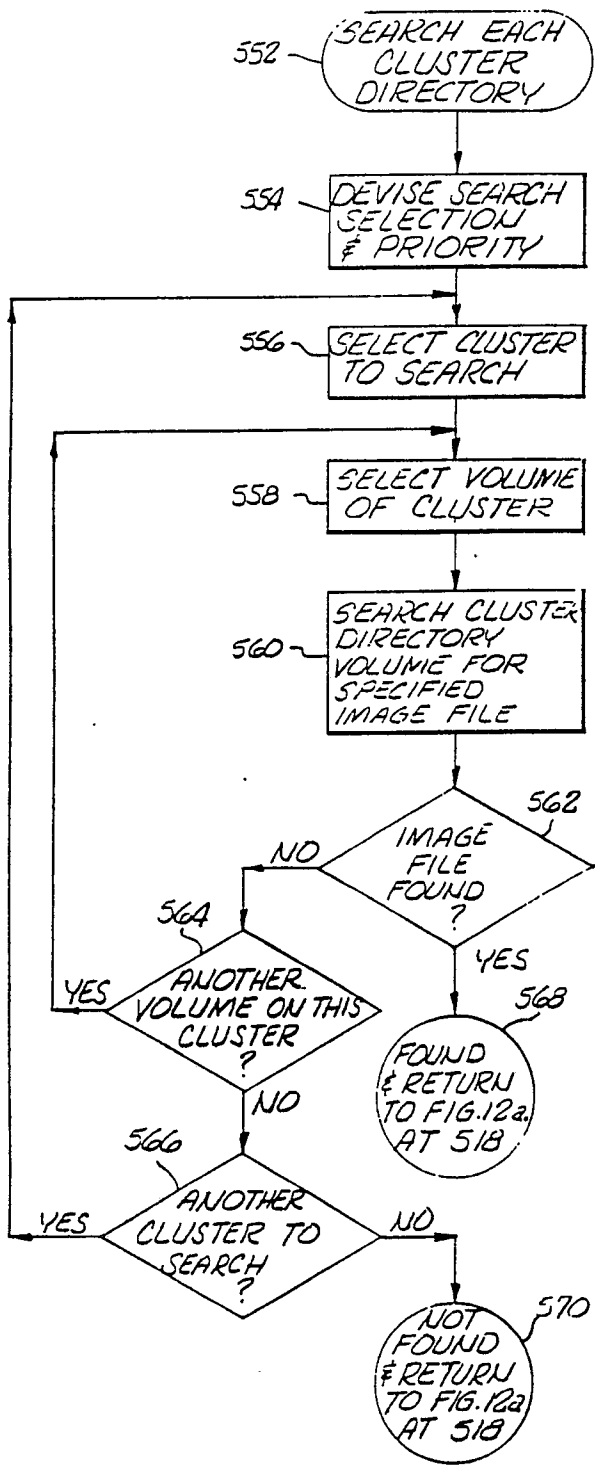 552
SEARCH EACH
CLUSTER
DIRECTORY
554
DEVISE SEARCH
SELECTION
& PRIORITY
556
SELECT CLUSTER
TO SEARCH
558
SELECT VOLUME
OF CLUSTER
560
SEARCH CLUSTER
DIRECTORY
VOLUME FOR
SPECIFIED
IMAGE FILE
562
IMAGE
FILE
FOUND
?
NO
YES
564
ANOTHER
VOLUME ON THIS
CLUSTER
?
YES
NO
568
FOUND
& RETURN
TO FIG.12a.
AT 518
566
ANOTHER
CLUSTER TO
SEARCH
?
YES
NO
570
NOT
FOUND
& RETURN
TO FIG.12a
AT 518